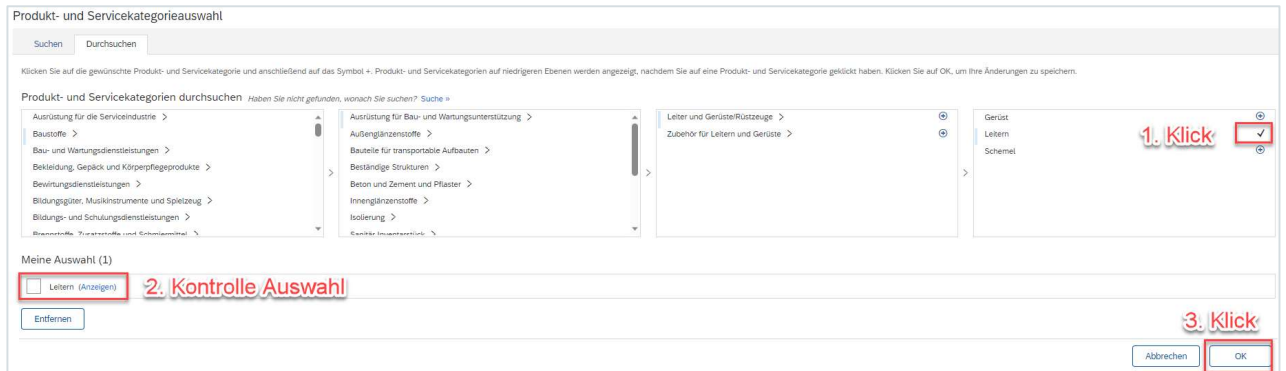 Produkt- und Servicekategorieauswahl
Suchen
Durchsuchen
Klicken Sie auf die gewünschte Produkt- und Servicekategorie und anschließend auf das Symbol +. Produkt- und Servicekategorien auf niedrigeren Ebenen werden angezeigt, nachdem Sie auf eine Produkt- und Servicekategorie geklickt haben. Klicken Sie auf OK, um Ihre Änderungen zu speichern.
Produkt- und Servicekategorien durchsuchen Haben Sie nicht gefunden, wonach Sie suchen? Suche »
Ausrüstung für die Serviceindustrie >
Baustoffe >
Bau- und Wartungsdienstleistungen >
Bekleidung, Gepäck und Körperpflegeprodukte >
Bewirtungsdienstleistungen >
Bildungsgüter, Musikinstrumente und Spielzeug >
Bildungs- und Schulungsdienstleistungen >
Brennstoffe, Zusatzstoffe und Schmiermittel >
>
Ausrüstung für Bau- und Wartungsunterstützung >
Außenglänzenstoffe >
Bauteile für transportable Aufbauten >
Beständige Strukturen >
Beton und Zement und Pflaster >
Innenglänzenstoffe >
Isolierung >
Sanitär Inventarstück >
>
Leiter und Gerüste/Rüstzeuge >
Zubehör für Leitern und Gerüste >
>
Gerüst
Leitern
Schemel
1. Klick
Meine Auswahl (1)
Leitern (Anzeigen)
2. Kontrolle Auswahl
Entfernen
3. Klick
Abbrechen
OK